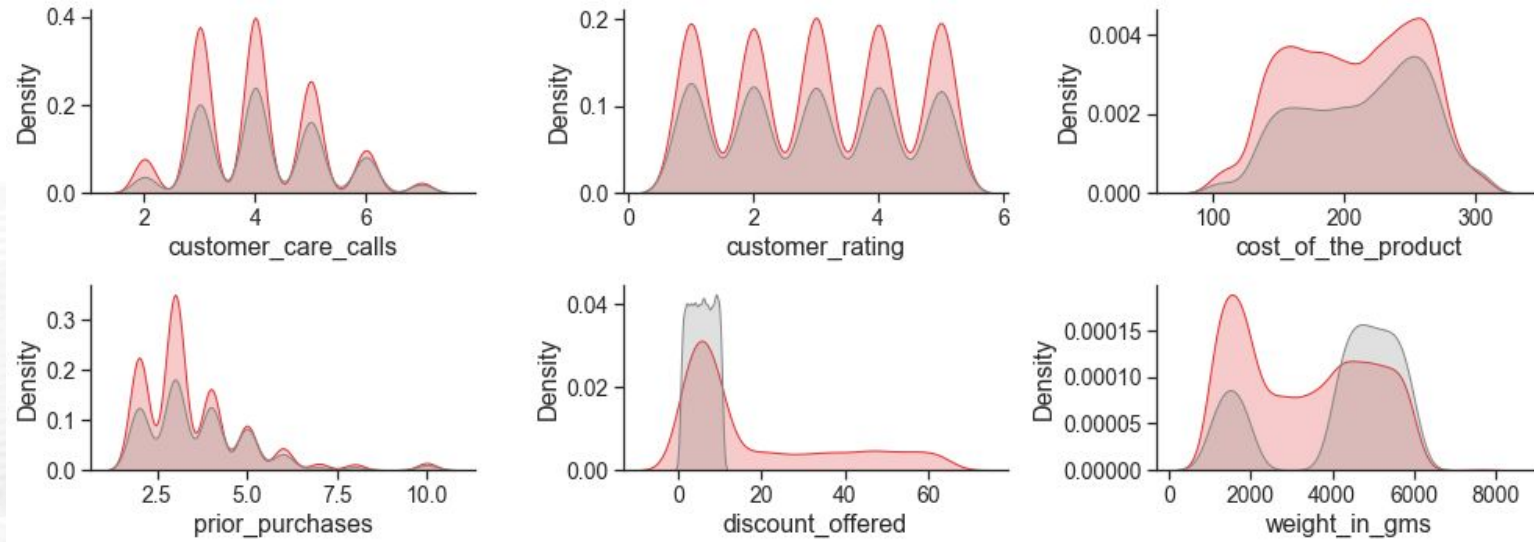 0.4
0.2
0.0
Density
2 4 6
customer_care_calls
0.2
0.1
0.0
Density
0 2 4 6
customer_rating
0.004
0.002
0.000
Density
100 200 300
cost_of_the_product
0.3
0.2
0.1
0.0
Density
2.5 5.0 7.5 10.0
prior_purchases
0.04
0.02
0.00
Density
0 20 40 60
discount_offered
0.00015
0.00010
0.00005
0.00000
Density
0 2000 4000 6000 8000
weight_in_gms